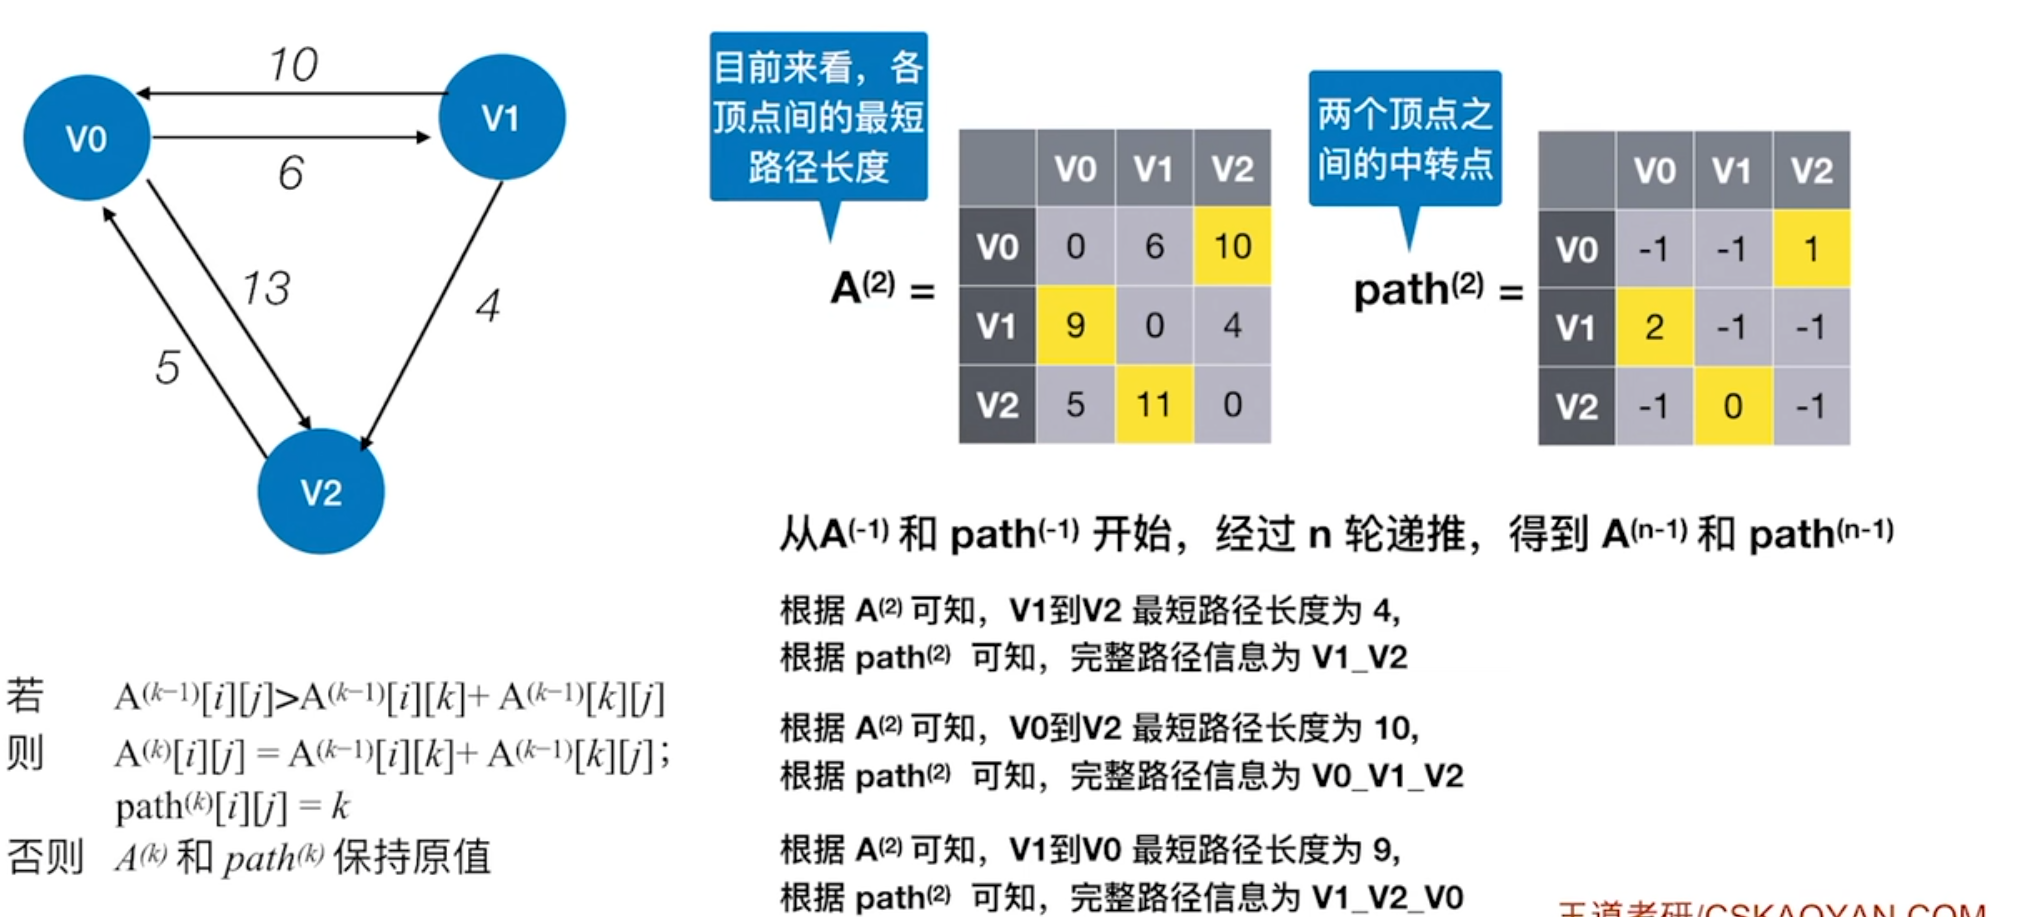 10
V0
V1
6
13
4
5
V2
目前来看，各
顶点间的最短
路径长度
A(2) =
V0 V1 V2
V0 0 6 10
V1 9 0 4
V2 5 11 0
两个顶点之
间的中转点
path(2) =
V0 V1 V2
V0 -1 -1 1
V1 2 -1 -1
V2 -1 0 -1
从A(-1) 和 path(-1) 开始，经过 n 轮递推，得到 A(n-1) 和 path(n-1)
根据 A(2) 可知，V1到V2 最短路径长度为 4,
根据 path(2) 可知，完整路径信息为 V1_V2
根据 A(2) 可知，V0到V2 最短路径长度为 10,
根据 path(2) 可知，完整路径信息为 V0_V1_V2
根据 A(2) 可知，V1到V0 最短路径长度为 9,
根据 path(2) 可知，完整路径信息为 V1_V2_V0
若 A(k−1)[i][j]>A(k−1)[i][k]+ A(k−1)[k][j]
则 A(k)[i][j] = A(k−1)[i][k]+ A(k−1)[k][j];
path(k)[i][j] = k
否则 A(k) 和 path(k) 保持原值
王道考研/CSKAOYAN.COM